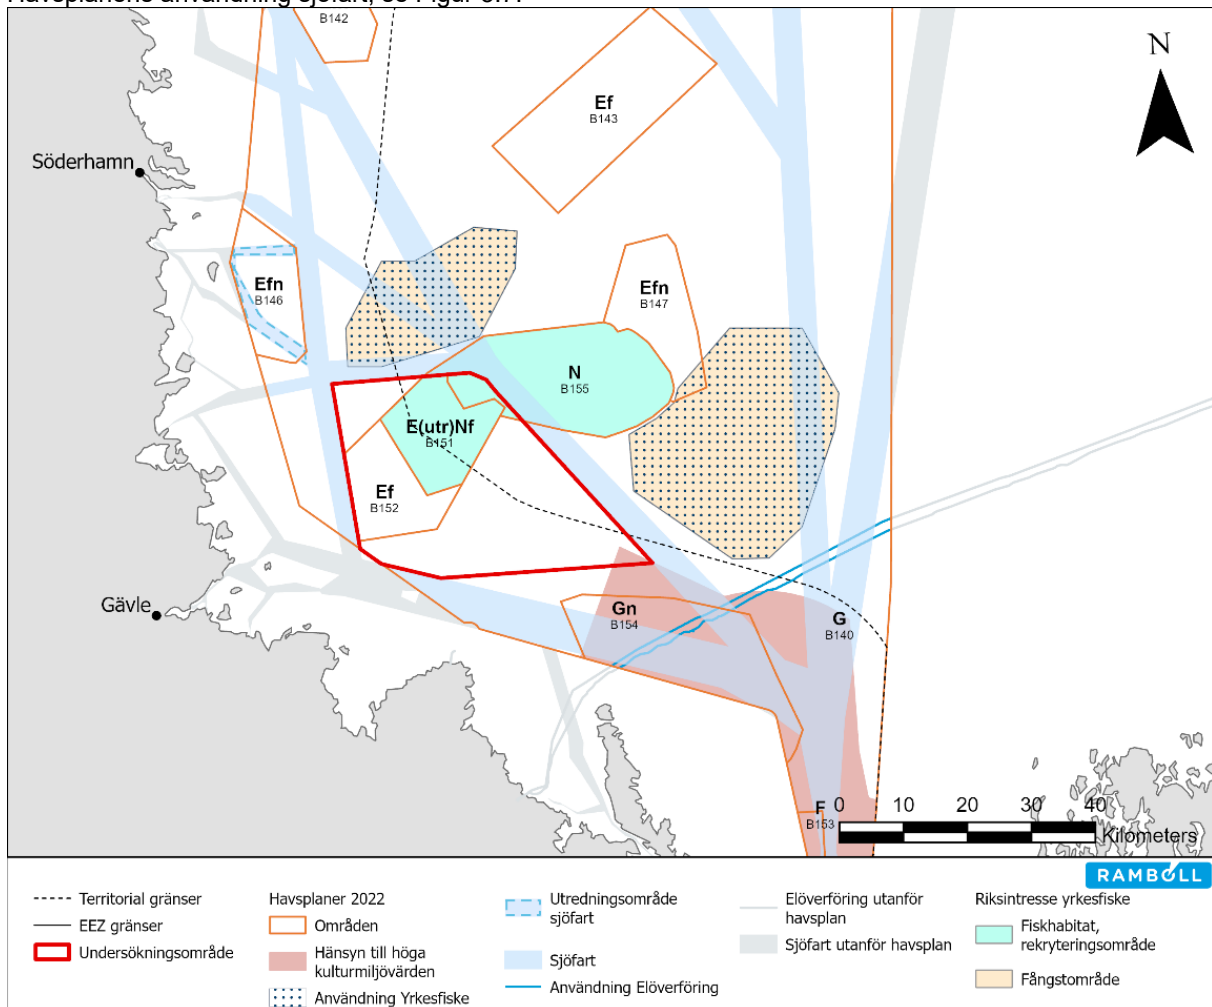 B142
N
Ef
B143
Söderhamn
Efn
B146
Efn
B147
N
B155
E(utr)Nf
B151
Ef
B152
Gävle
Gn
B154
G
B140
F
B153
0 10 20 30 40
Kilometers
RAMBOLL
Territorial gränser
EEZ gränser
Undersökningsområde
Havsplaner 2022
Områden
Hänsyn till höga
kulturmiljövärden
Användning Yrkesfiske
Utredningsområde
sjöfart
Sjöfart
Användning Elöverföring
Elöverföring utanför
havsplan
Sjöfart utanför havsplan
Riksintresse yrkesfiske
Fiskhabitat,
rekryteringsområde
Fångstområde